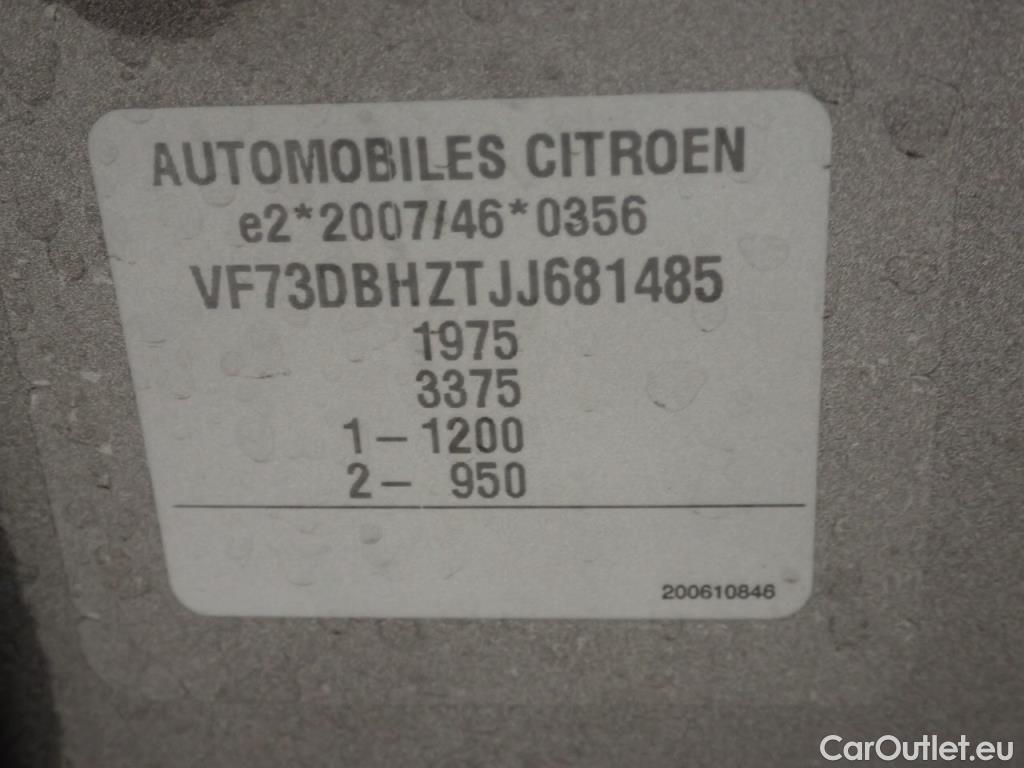 AUTOMOBILES CITROEN
e2*2007/46*0356
VF73DBHZTJJ681485
1975
3375
1 – 1200
2 – 950
200610846
CarOutlet.eu